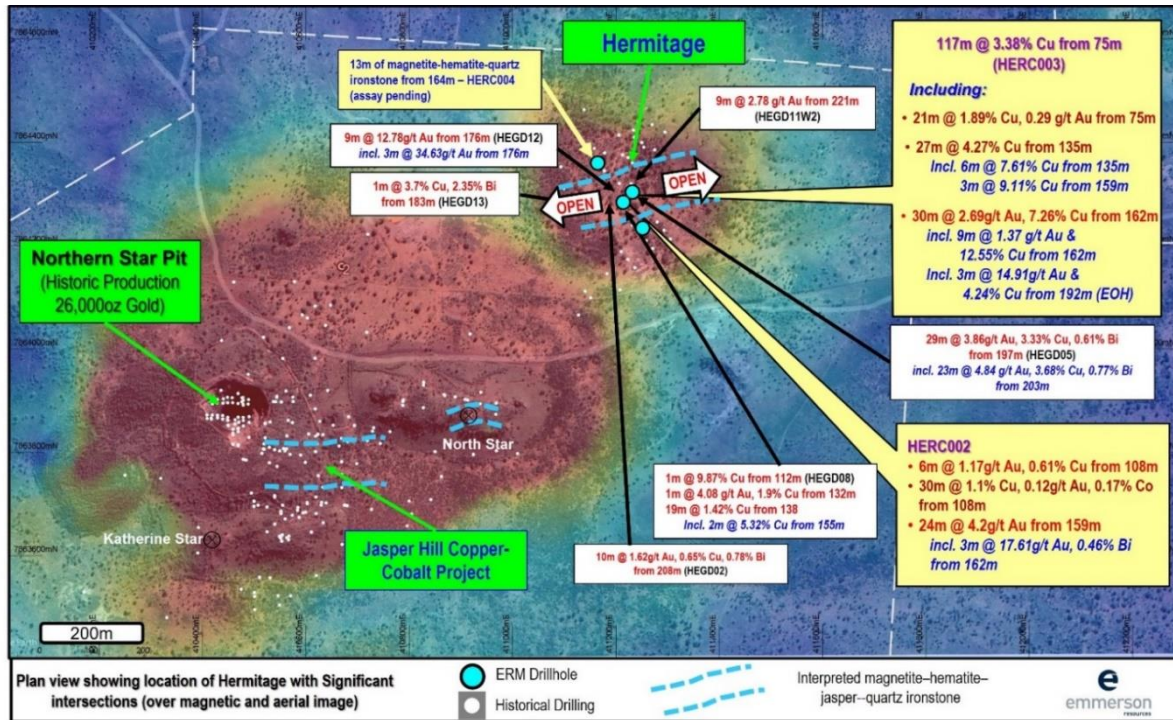 Hermitage
13m of magnetite-hematite-quartz
ironstone from 164m – HERC004
(assay pending)
9m @ 2.78 g/t Au from 221m
(HEGD11W2)
9m @ 12.78g/t Au from 176m (HEGD12)
incl. 3m @ 34.63g/t Au from 176m
1m @ 3.7% Cu, 2.35% Bi
from 183m (HEGD13)
OPEN
OPEN
117m @ 3.38% Cu from 75m
(HERC003)
Including:
• 21m @ 1.89% Cu, 0.29 g/t Au from 75m
• 27m @ 4.27% Cu from 135m
Incl. 6m @ 7.61% Cu from 135m
3m @ 9.11% Cu from 159m
• 30m @ 2.69g/t Au, 7.26% Cu from 162m
incl. 9m @ 1.37 g/t Au &
12.55% Cu from 162m
Incl. 3m @ 14.91g/t Au &
4.24% Cu from 192m (EOH)
Northern Star Pit
(Historic Production
26,000oz Gold)
29m @ 3.86g/t Au, 3.33% Cu, 0.61% Bi
from 197m (HEGD05)
incl. 23m @ 4.84 g/t Au, 3.68% Cu, 0.77% Bi
from 203m
North Star
HERC002
• 6m @ 1.17g/t Au, 0.61% Cu from 108m
• 30m @ 1.1% Cu, 0.12g/t Au, 0.17% Co
from 108m
• 24m @ 4.2g/t Au from 159m
incl. 3m @ 17.61g/t Au, 0.46% Bi
from 162m
1m @ 9.87% Cu from 112m (HEGD08)
1m @ 4.08 g/t Au, 1.9% Cu from 132m
19m @ 1.42% Cu from 138
Incl. 2m @ 5.32% Cu from 155m
Katherine Star
Jasper Hill Copper-
Cobalt Project
10m @ 1.62g/t Au, 0.65% Cu, 0.78% Bi
from 208m (HEGD02)
200m
Plan view showing location of Hermitage with Significant
intersections (over magnetic and aerial image)
ERM Drillhole
Historical Drilling
Interpreted magnetite–hematite–
jasper–quartz ironstone
emmerson
resources